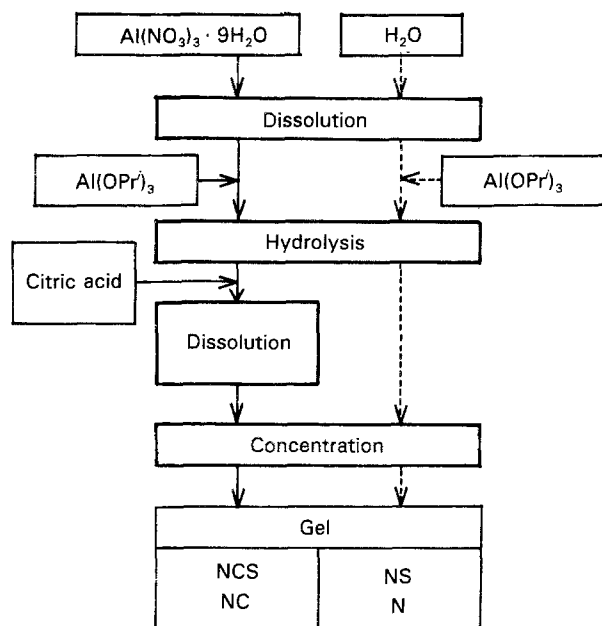 Al(NO₃)₃ · 9H₂O
H₂O
Dissolution
Al(OPrⁱ)₃
Al(OPrⁱ)₃
Hydrolysis
Citric acid
Dissolution
Concentration
Gel
NCS
NS
NC
N